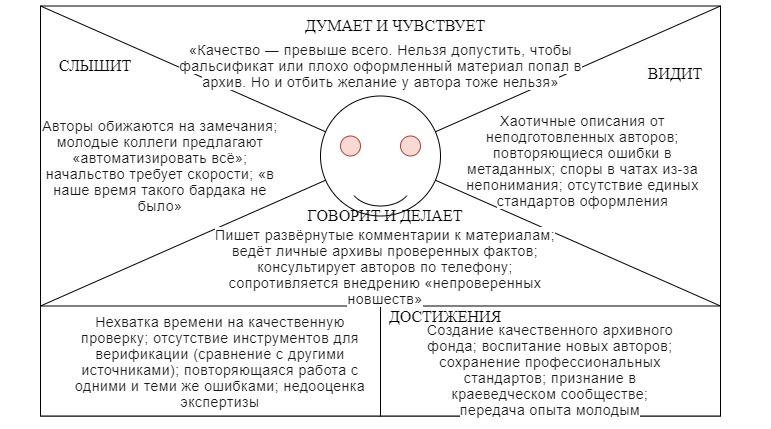 ДУМАЕТ И ЧУВСТВУЕТ
«Качество — превыше всего. Нельзя допустить, чтобы
фальсификат или плохо оформленный материал попал в
архив. Но и отбить желание у автора тоже нельзя»
СЛЫШИТ
Авторы обижаются на замечания;
молодые коллеги предлагают
«автоматизировать всё»;
начальство требует скорости; «в
наше время такого бардака не
было»
ВИДИТ
Хаотичные описания от
неподготовленных авторов;
повторяющиеся ошибки в
метаданных; споры в чатах из-за
непонимания; отсутствие единых
стандартов оформления
ГОВОРИТ И ДЕЛАЕТ
Пишет развёрнутые комментарии к материалам;
ведёт личные архивы проверенных фактов;
консультирует авторов по телефону;
сопротивляется внедрению «непроверенных
новшеств»
Нехватка времени на качественную
проверку; отсутствие инструментов для
верификации (сравнение с другими
источниками); повторяющаяся работа с
одними и теми же ошибками; недооценка
экспертизы
ДОСТИЖЕНИЯ
Создание качественного архивного
фонда; воспитание новых авторов;
сохранение профессиональных
стандартов; признание в
краеведческом сообществе;
передача опыта молодым